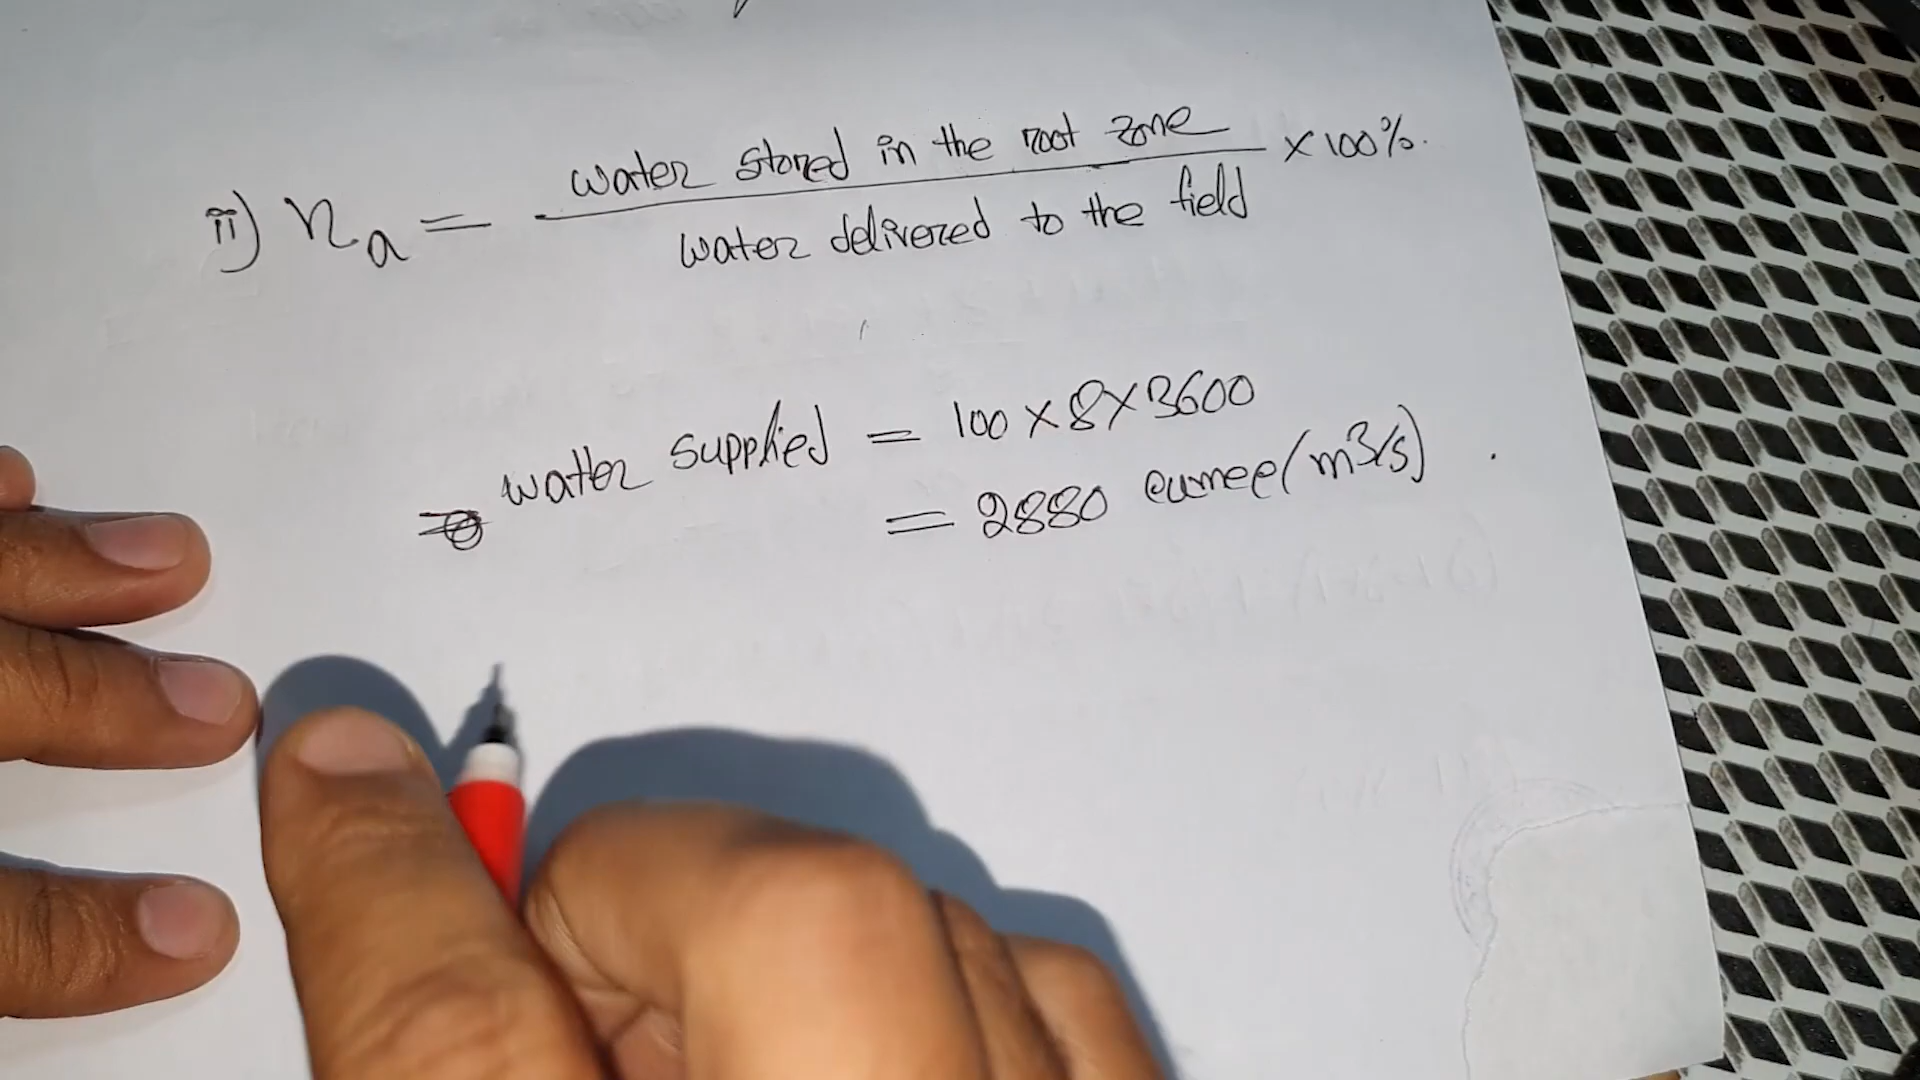 ii) ηa = water stored in the root zone / water delivered to the field × 100%.
water supplied = 100 × 8 × 3600
= 2880 cumec (m3/s) .